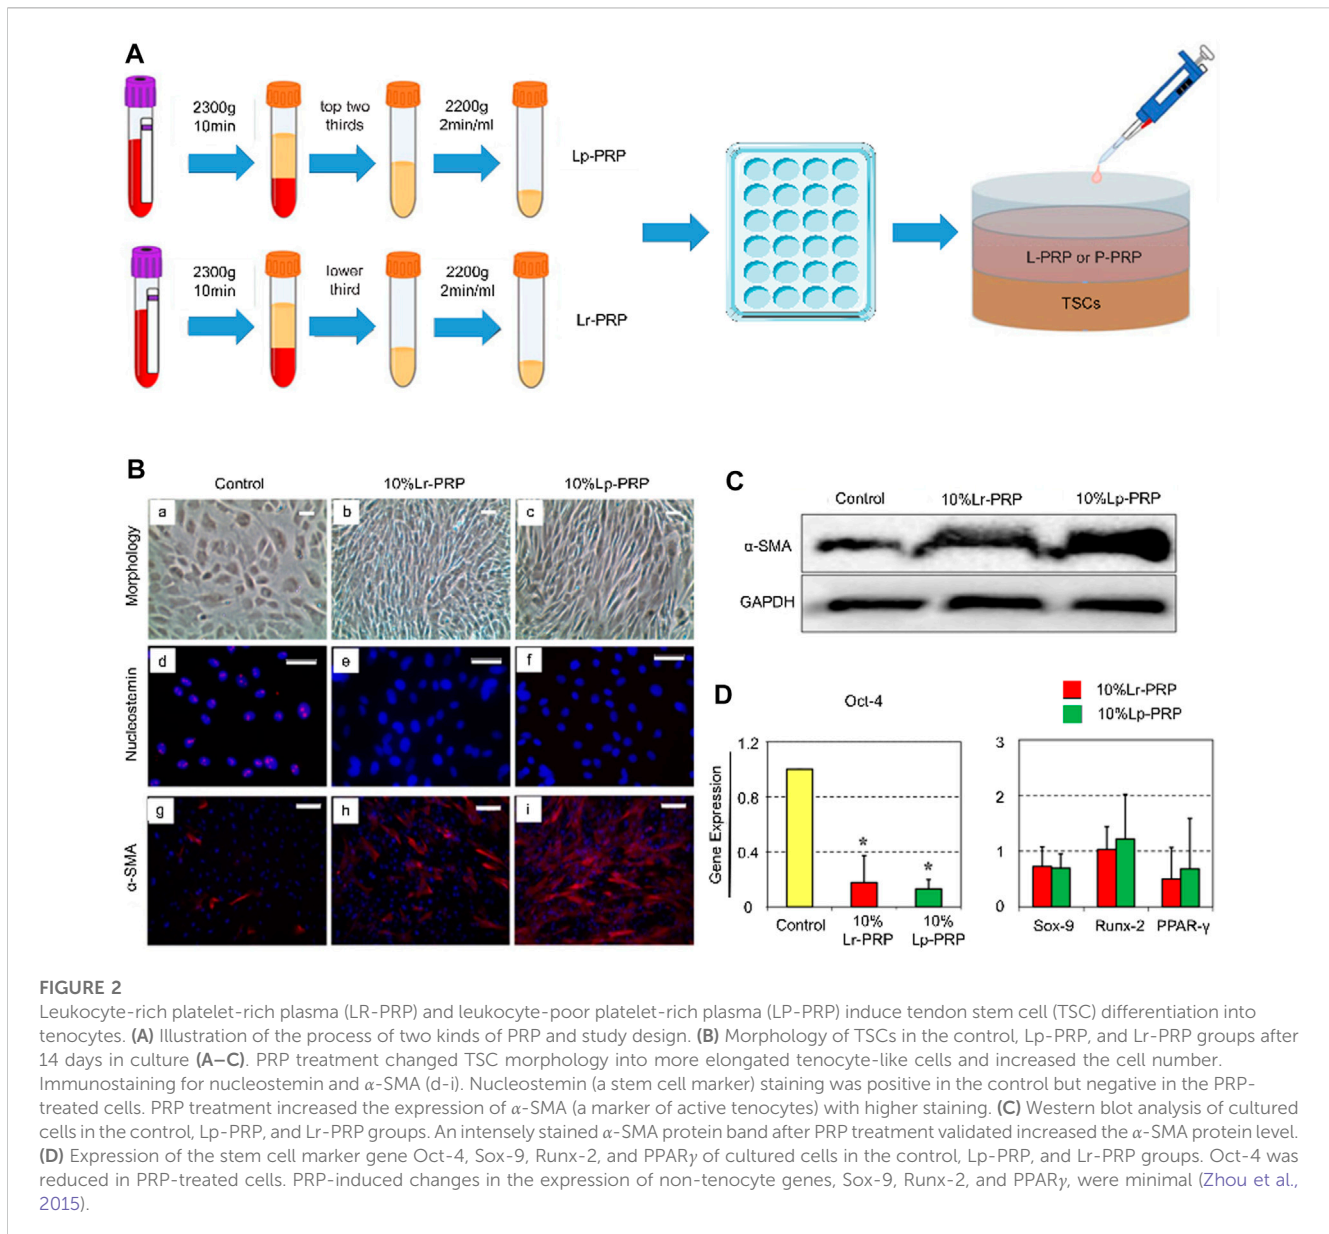 A
2300g
10min
top two
thirds
2200g
2min/ml
Lp-PRP
2300g
10min
lower
third
2200g
2min/ml
Lr-PRP
L-PRP or P-PRP
TSCs
B
Control
10%Lr-PRP
10%Lp-PRP
Morphology
a
b
c
Nucleostemin
d
e
f
α-SMA
g
h
i
C
Control
10%Lr-PRP
10%Lp-PRP
α-SMA
GAPDH
D
Oct-4
10%Lr-PRP
10%Lp-PRP
Gene Expression
1.2
0.8
0.4
0
*
*
Control
10%
Lr-PRP
10%
Lp-PRP
3
2
1
0
Sox-9
Runx-2
PPAR-γ
FIGURE 2
Leukocyte-rich platelet-rich plasma (LR-PRP) and leukocyte-poor platelet-rich plasma (LP-PRP) induce tendon stem cell (TSC) differentiation into
tenocytes. (A) Illustration of the process of two kinds of PRP and study design. (B) Morphology of TSCs in the control, Lp-PRP, and Lr-PRP groups after
14 days in culture (A–C). PRP treatment changed TSC morphology into more elongated tenocyte-like cells and increased the cell number.
Immunostaining for nucleostemin and α-SMA (d-i). Nucleostemin (a stem cell marker) staining was positive in the control but negative in the PRP-
treated cells. PRP treatment increased the expression of α-SMA (a marker of active tenocytes) with higher staining. (C) Western blot analysis of cultured
cells in the control, Lp-PRP, and Lr-PRP groups. An intensely stained α-SMA protein band after PRP treatment validated increased the α-SMA protein level.
(D) Expression of the stem cell marker gene Oct-4, Sox-9, Runx-2, and PPARγ of cultured cells in the control, Lp-PRP, and Lr-PRP groups. Oct-4 was
reduced in PRP-treated cells. PRP-induced changes in the expression of non-tenocyte genes, Sox-9, Runx-2, and PPARγ, were minimal (Zhou et al.,
2015).